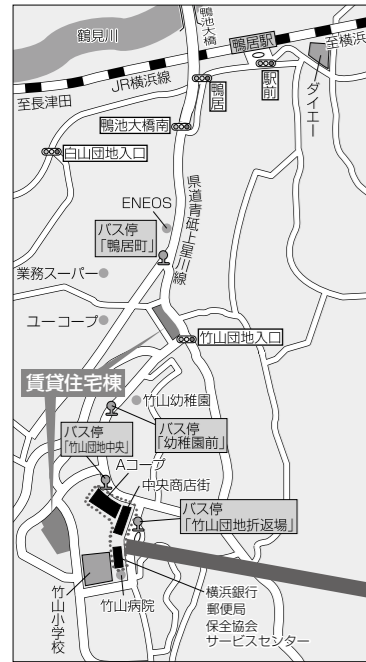 鶴見川
鴨池大橋
鴨居駅
至横浜
JR横浜線
至長津田
鴨居
駅前
ダイエー
鴨池大橋南
白山団地入口
県道青砥上星川線
ENEOS
バス停
「鴨居町」
業務スーパー
ユーコープ
竹山団地入口
賃貸住宅棟
竹山幼稚園
バス停
「竹山団地中央」
バス停
「幼稚園前」
Aコープ
中央商店街
バス停
「竹山団地折返場」
竹山小学校
竹山病院
横浜銀行
郵便局
保全協会
サービスセンター